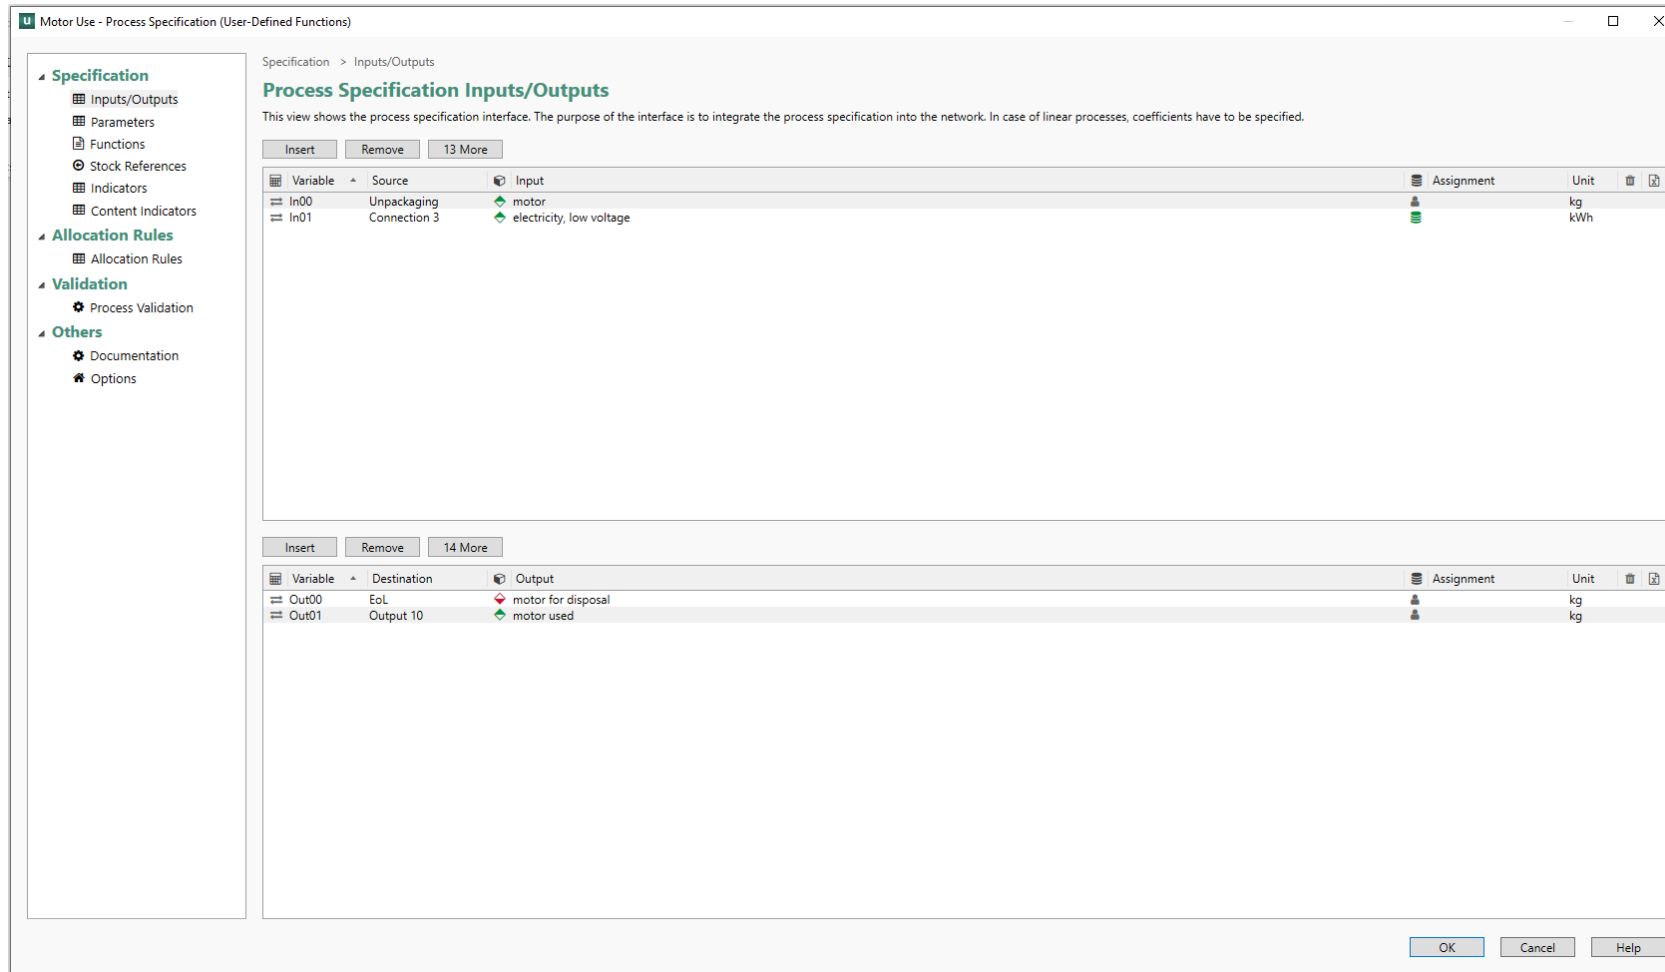 u Motor Use - Process Specification (User-Defined Functions)
Specification
Inputs/Outputs
Parameters
Functions
Stock References
Indicators
Content Indicators
Allocation Rules
Allocation Rules
Validation
Process Validation
Others
Documentation
Options
Specification > Inputs/Outputs
Process Specification Inputs/Outputs
This view shows the process specification interface. The purpose of the interface is to integrate the process specification into the network. In case of linear processes, coefficients have to be specified.
Insert Remove 13 More
Variable Source Input Assignment Unit
In00 Unpackaging motor kg
In01 Connection 3 electricity, low voltage kWh
Insert Remove 14 More
Variable Destination Output Assignment Unit
Out00 EoL motor for disposal kg
Out01 Output 10 motor used kg
OK Cancel Help